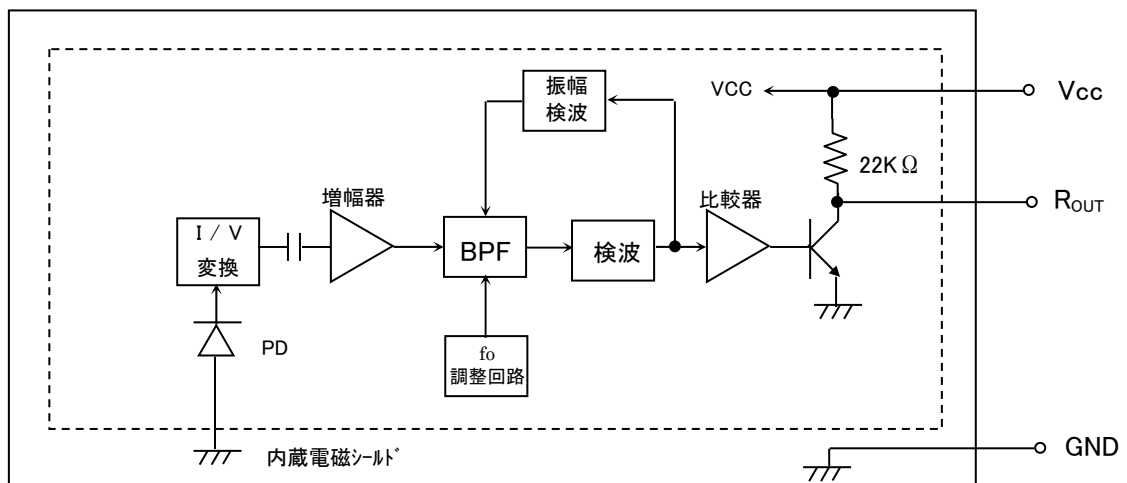 振幅
検波
VCC
Vcc
22KΩ
増幅器
比較器
ROUT
I / V
変換
BPF
検波
PD
fo
調整回路
内蔵電磁ｼｰﾙﾄﾞ
GND